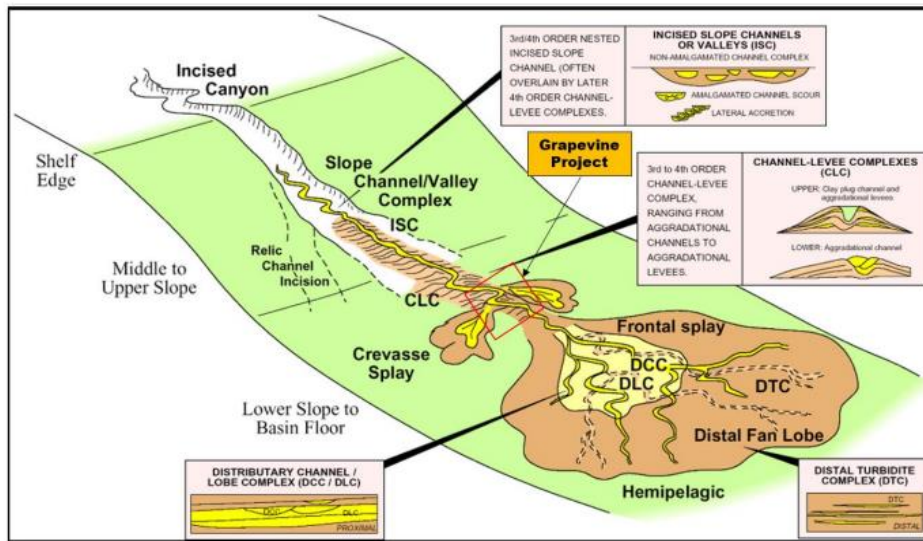 3rd/4th ORDER
NESTED
INCISED SLOPE
CHANNEL (OFTEN
OVERLAIN BY LATER
4th ORDER CHANNEL-
LEVEE COMPLEXES.
INCISED SLOPE CHANNELS
OR VALLEYS (ISC)
NON-AMALGAMATED CHANNEL COMPLEX
AMALGAMATED CHANNEL SCOUR
LATERAL ACCRETION
Incised
Canyon
Shelf
Edge
Slope
Channel/Valley
Complex
ISC
Grapevine
Project
3rd to 4th ORDER
CHANNEL-LEVEE
COMPLEX,
RANGING FROM
AGGRADATIONAL
CHANNELS TO
AGGRADATIONAL
LEVEES.
CHANNEL-LEVEE COMPLEXES
(CLC)
UPPER: Clay plug channel and
aggradational levees
LOWER: Aggradational channel
Relic
Channel
Incision
Middle to
Upper Slope
CLC
Crevasse
Splay
Frontal splay
DCC
DLC
DTC
Distal Fan Lobe
Lower Slope to
Basin Floor
Hemipelagic
DISTRIBUTARY CHANNEL /
LOBE COMPLEX (DCC / DLC)
DCC
DLC
PROXIMAL
DISTAL TURBIDITE
COMPLEX (DTC)
DTC
DISTAL